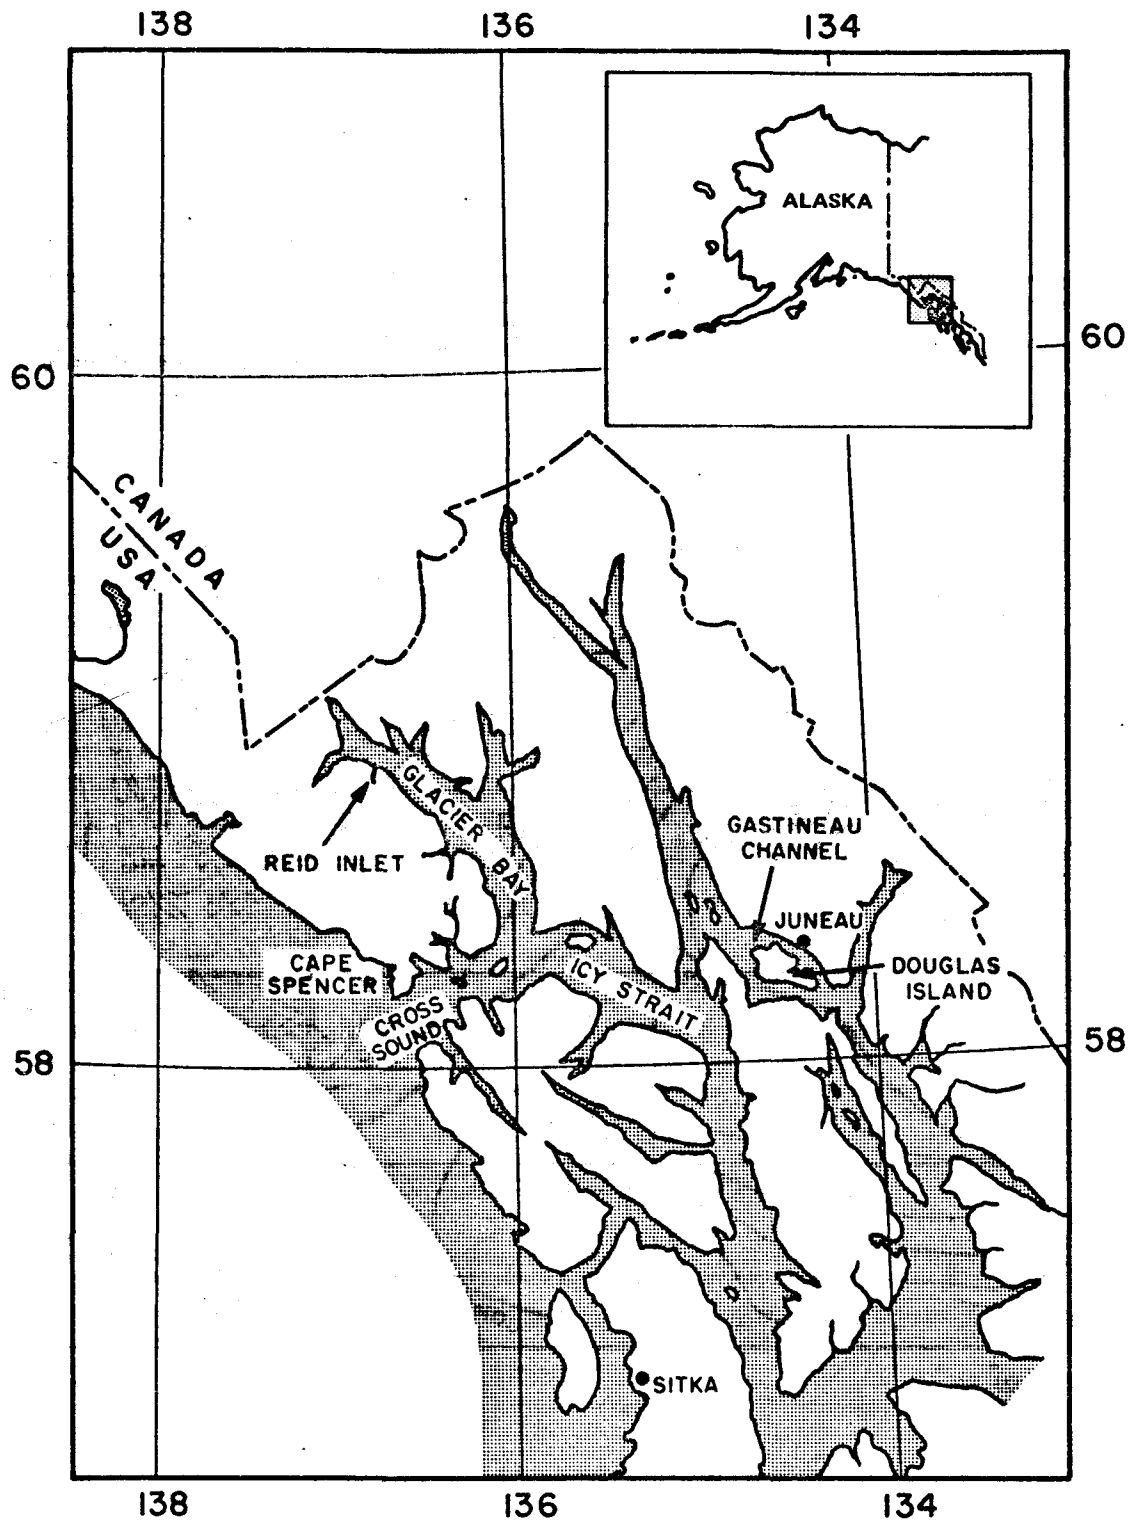 138 136 134
ALASKA
60
60
CANADA
USA
GLACIER
BAY
REID INLET
GASTINEAU
CHANNEL
JUNEAU
CAPE
SPENCER
ICY STRAIT
DOUGLAS
ISLAND
CROSS
SOUND
58
58
SITKA
138 136 134